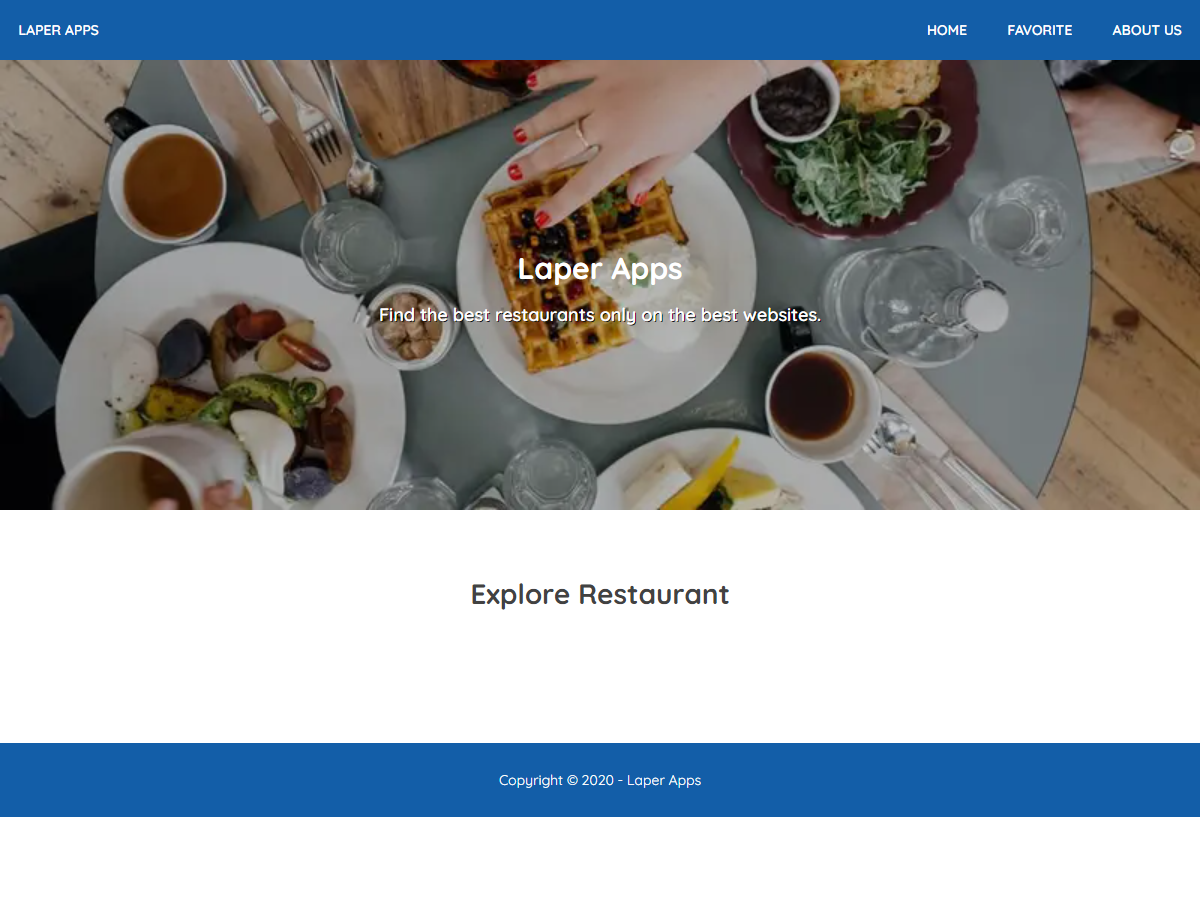 LAPER APPS
HOME
FAVORITE
ABOUT US
Laper Apps
Find the best restaurants only on the best websites.
Explore Restaurant
Copyright © 2020 - Laper Apps